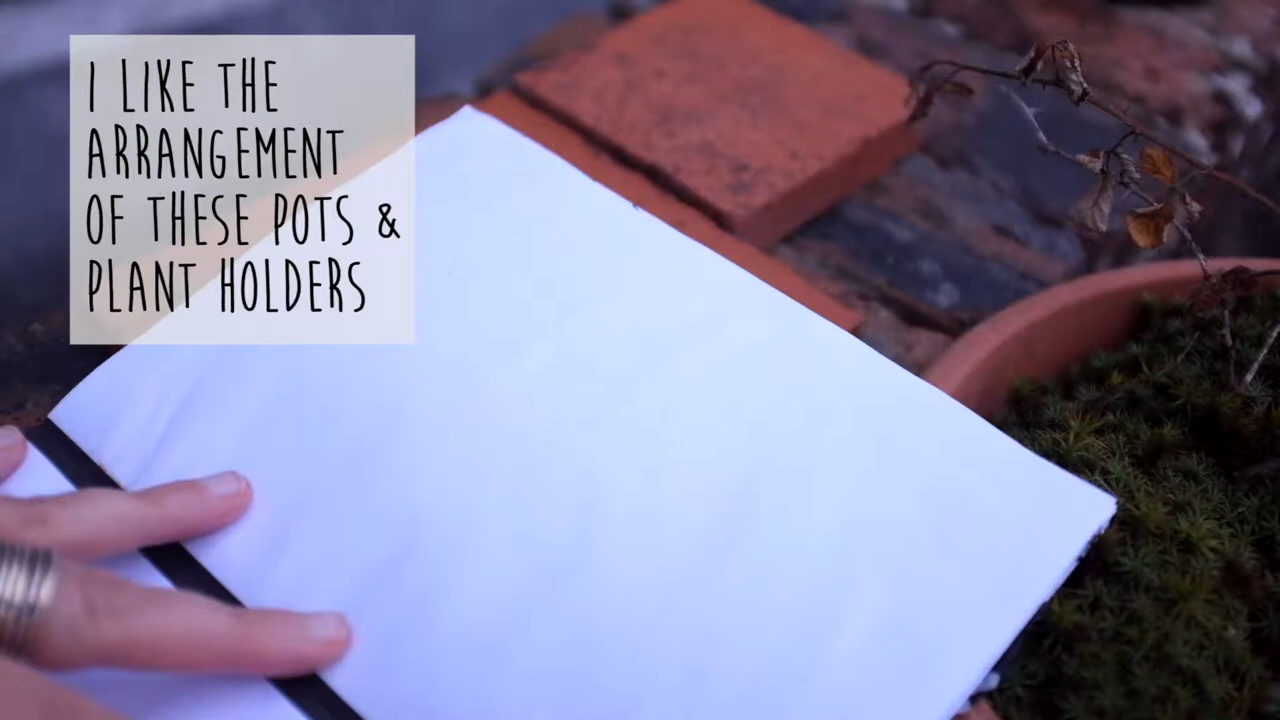 I LIKE THE
ARRANGEMENT
OF THESE POTS &
PLANT HOLDERS